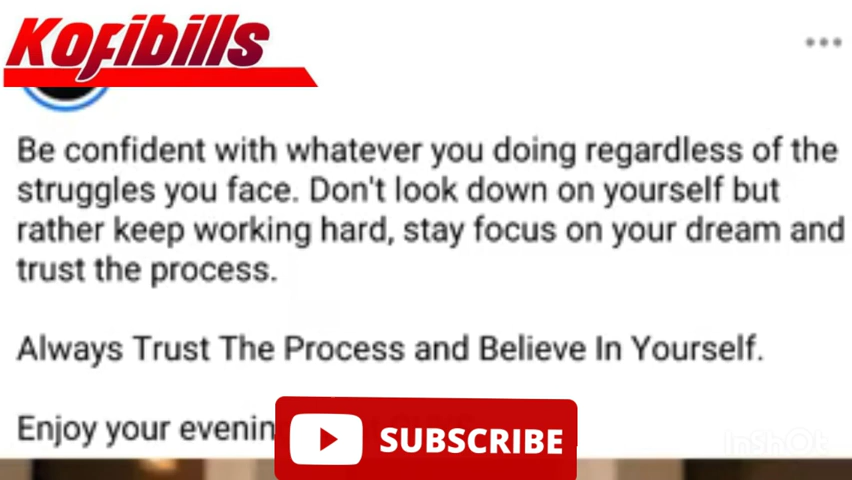 Kofibills
Be confident with whatever you doing regardless of the
struggles you face. Don't look down on yourself but
rather keep working hard, stay focus on your dream and
trust the process.
Always Trust The Process and Believe In Yourself.
Enjoy your evenin
SUBSCRIBE
InShOt